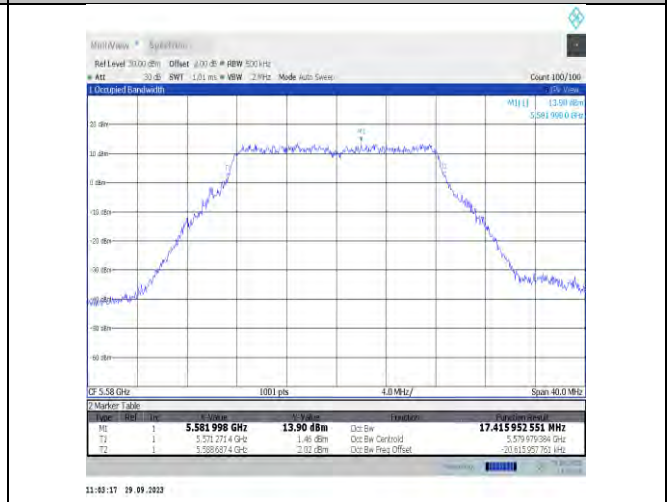 MultiView Spectrum
Ref Level 30.00 dBm Offset RBW 500 kHz
Att 30 dB SWT 1.01 ms VBW 2 MHz Mode Auto Sweep Count 100/100
1 Occupied Bandwidth
M1[1] 13.90 dBm
5.581 998 0 GHz
20 dBm
M1
10 dBm
0 dBm
-10 dBm
-20 dBm
-30 dBm
-40 dBm
-50 dBm
-60 dBm
CF 5.58 GHz 1001 pts 4.0 MHz/ Span 40.0 MHz
2 Marker Table
Type Ref Trc X-Value Y-Value Function Function Result
M1 1 5.581 998 GHz 13.90 dBm Occ Bw 17.415 952 551 MHz
T1 1 5.571 271 4 GHz 1.46 dBm Occ Bw Centroid 5.579 979 384 GHz
T2 1 5.588 687 4 GHz 2.02 dBm Occ Bw Freq Offset -20.615 957 761 kHz
11:03:17 29.09.2023